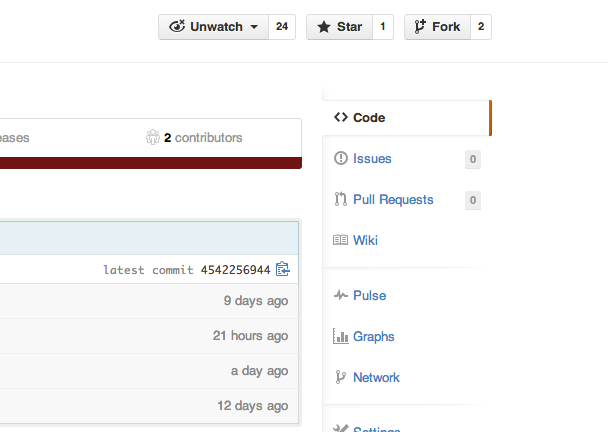 Unwatch 24 Star 1 Fork 2
eases 2 contributors
Code
Issues 0
Pull Requests 0
Wiki
latest commit 4542256944
9 days ago
Pulse
21 hours ago
Graphs
a day ago
Network
12 days ago
Settings